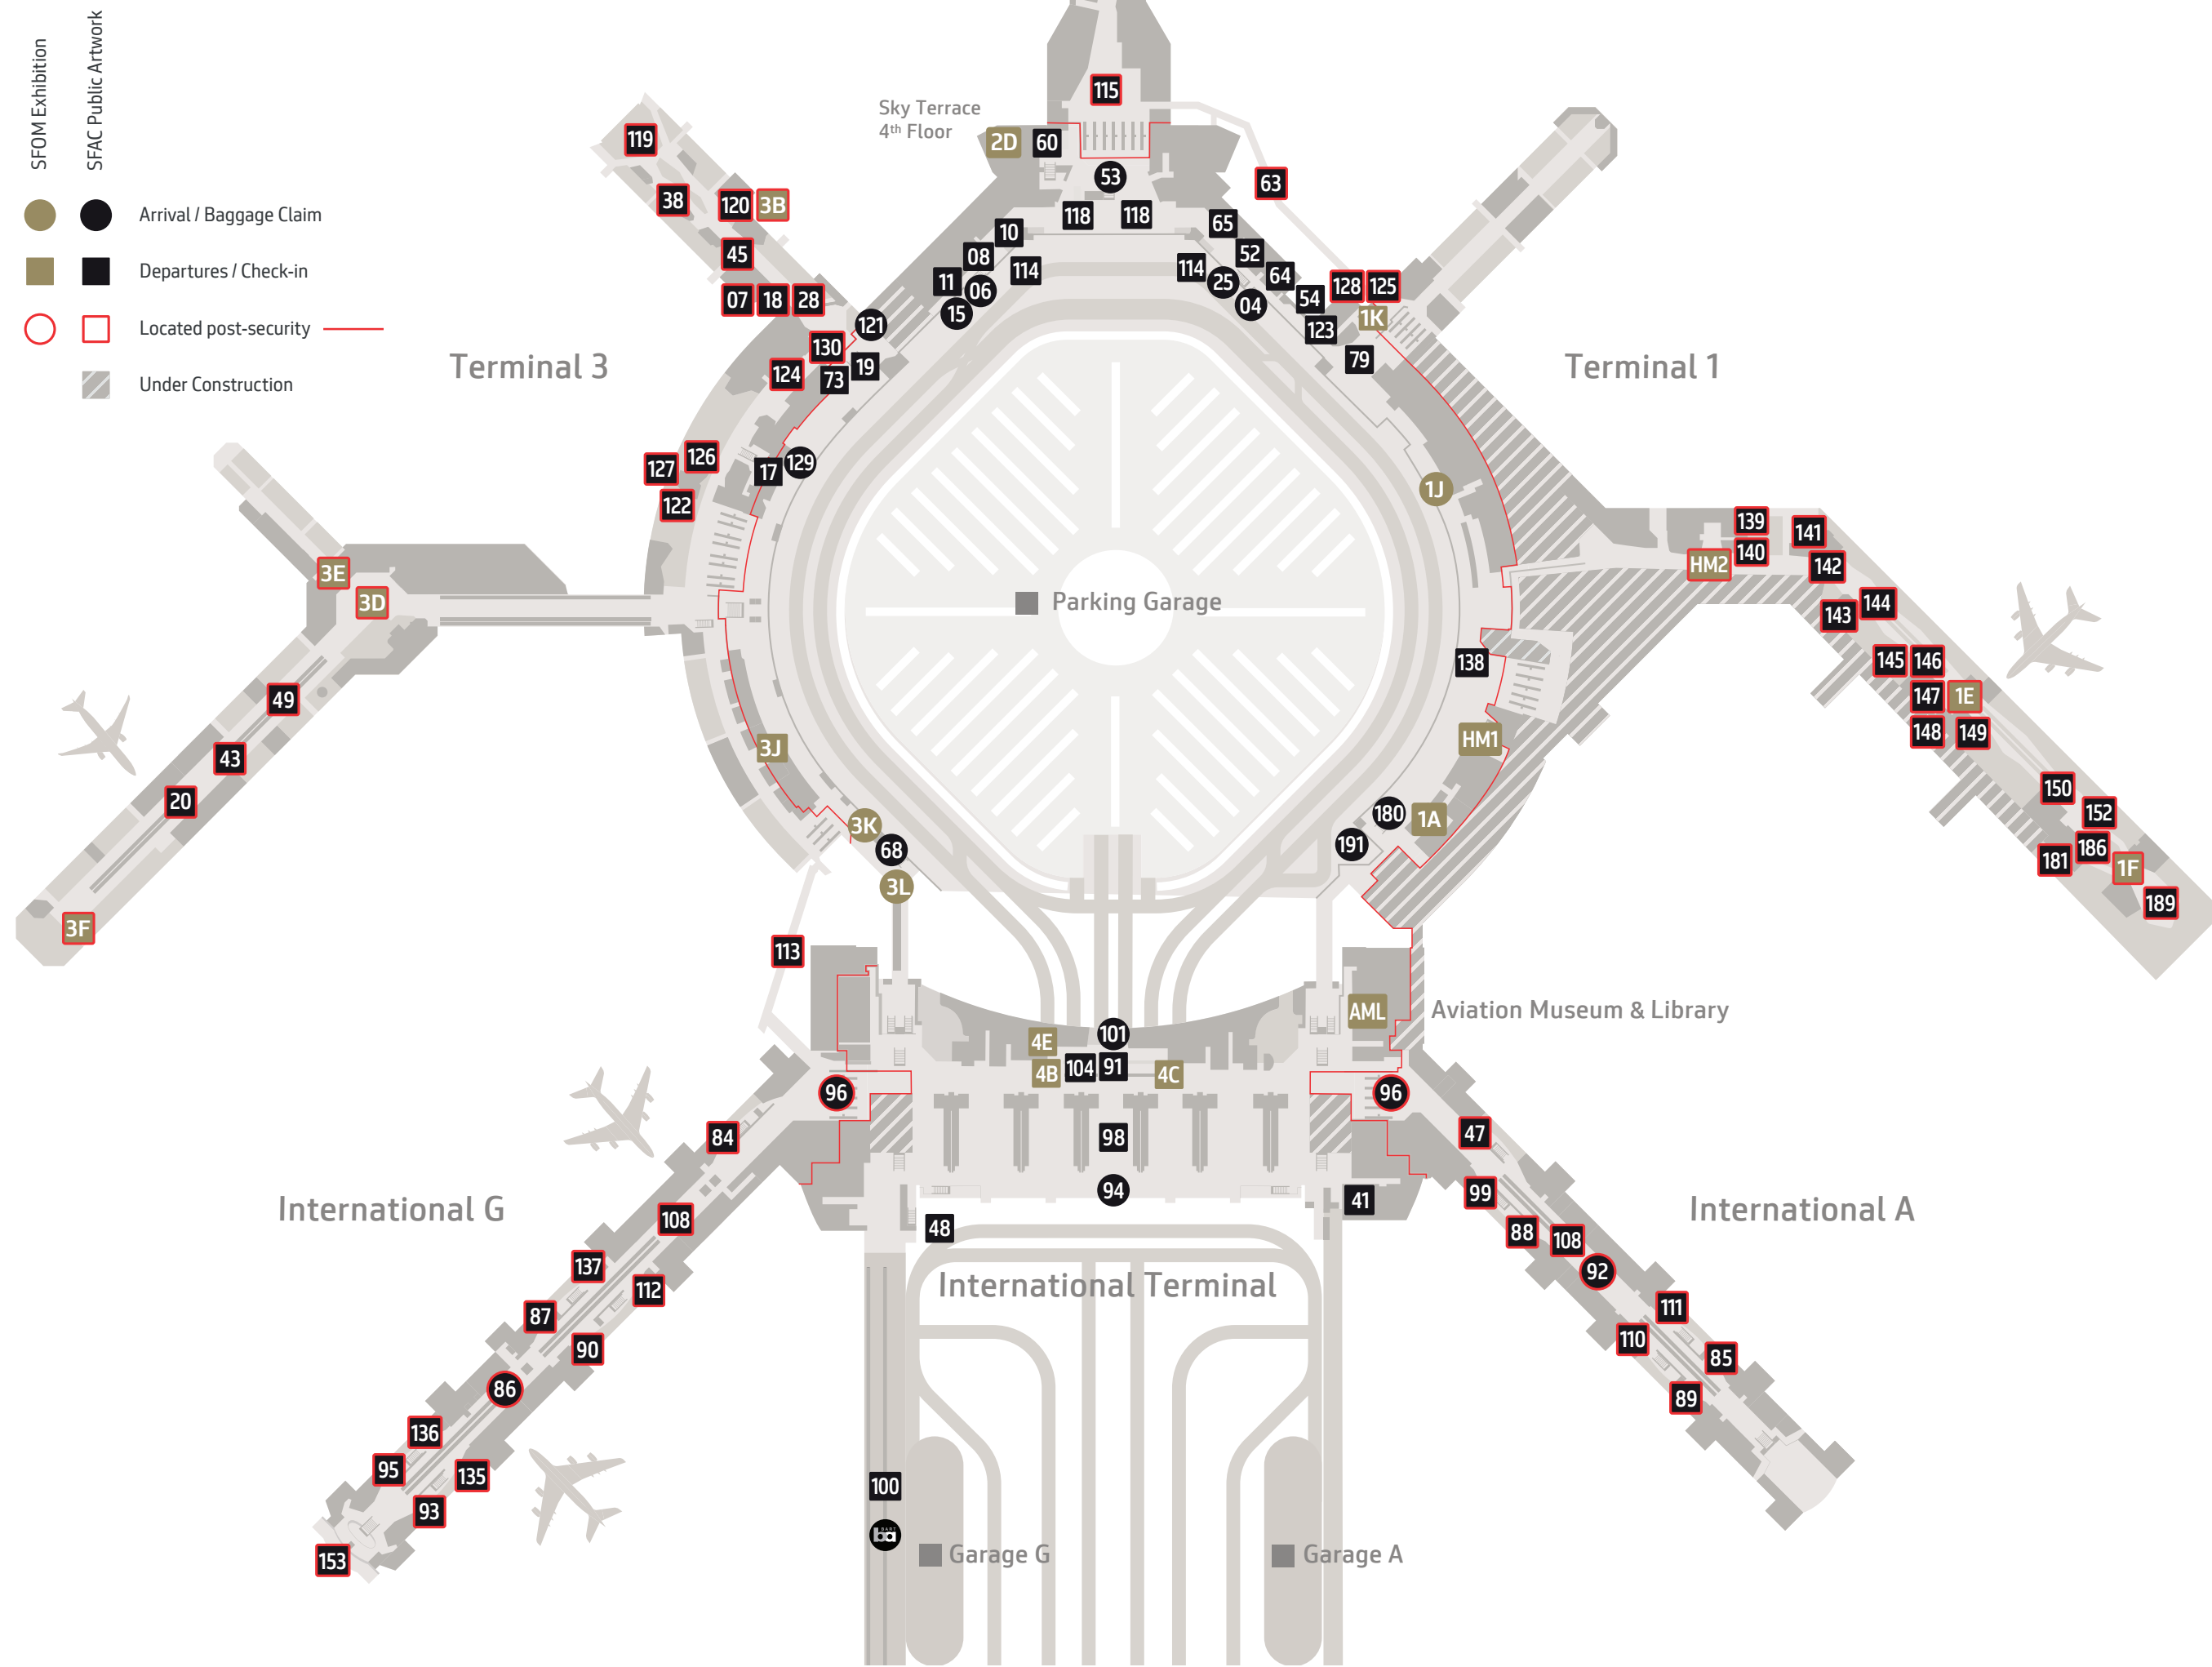 SFOM Exhibition
SFAC Public Artwork
Arrival / Baggage Claim
Departures / Check-in
Located post-security
Under Construction
115
Sky Terrace
4th Floor
2D
60
53
63
118
118
119
38
120
3B
45
07
18
28
10
08
114
11
06
15
65
52
114
25
64
04
54
128
125
1K
123
79
121
130
19
124
73
Terminal 3
Terminal 1
126
127
17
129
122
1J
139
141
140
HM2
142
144
143
3E
3D
Parking Garage
138
145
146
147
1E
148
149
49
43
20
3F
HM1
3J
150
152
186
181
1F
189
3K
68
3L
180
1A
191
113
AML
Aviation Museum & Library
101
4E
4B
104
91
4C
96
96
84
98
47
94
99
41
48
108
88
108
92
International G
International A
International Terminal
137
112
87
90
86
111
110
85
89
136
95
135
93
153
100
BART
ba
Garage G
Garage A